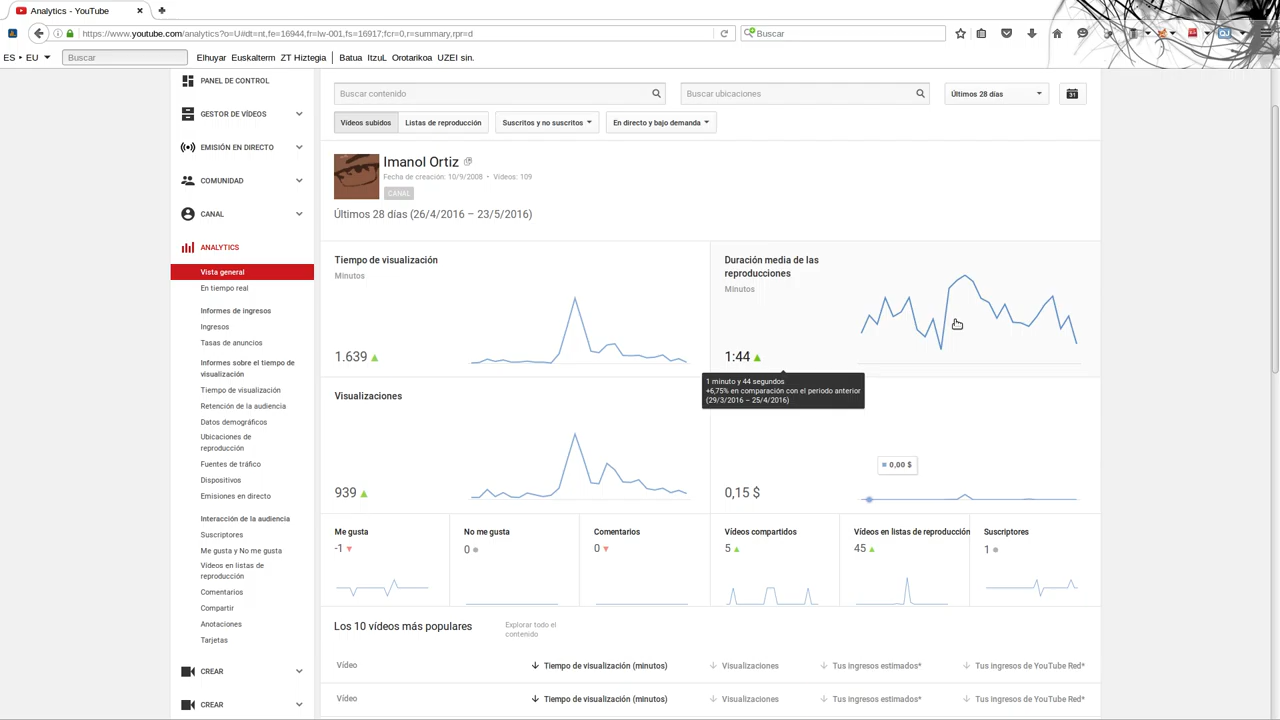 Analytics - YouTube
https://www.youtube.com/analytics?o=U#dt=nt,fe=16944,fr=lw-001,fs=16917;fcr=0,r=summary,rpr=d
Buscar
ES ▸ EU
Buscar
Elhuyar Euskalterm ZT Hiztegia Batua ItzuL Orotarikoa UZEI sin.
PANEL DE CONTROL
GESTOR DE VÍDEOS
EMISIÓN EN DIRECTO
COMUNIDAD
CANAL
ANALYTICS
Vista general
En tiempo real
Informes de ingresos
Ingresos
Tasas de anuncios
Informes sobre el tiempo de
visualización
Tiempo de visualización
Retención de la audiencia
Datos demográficos
Ubicaciones de
reproducción
Fuentes de tráfico
Dispositivos
Emisiones en directo
Interacción de la audiencia
Suscriptores
Me gusta y No me gusta
Vídeos en listas de
reproducción
Comentarios
Compartir
Anotaciones
Tarjetas
CREAR
CREAR
Buscar contenido
Buscar ubicaciones
Últimos 28 días
31
Vídeos subidos
Listas de reproducción
Suscritos y no suscritos
En directo y bajo demanda
Imanol Ortiz
Fecha de creación: 10/9/2008 • Vídeos: 109
CANAL
Últimos 28 días (26/4/2016 – 23/5/2016)
Tiempo de visualización
Minutos
1.639
Duración media de las
reproducciones
Minutos
1:44
1 minuto y 44 segundos
+6,75% en comparación con el periodo anterior
(29/3/2016 – 25/4/2016)
Visualizaciones
939
0,00 $
0,15 $
Me gusta
-1
No me gusta
0
Comentarios
0
Vídeos compartidos
5
Vídeos en listas de reproducción
45
Suscriptores
1
Los 10 vídeos más populares
Explorar todo el
contenido
Vídeo Tiempo de visualización (minutos) Visualizaciones Tus ingresos estimados* Tus ingresos de YouTube Red*
Vídeo Tiempo de visualización (minutos) Visualizaciones Tus ingresos estimados* Tus ingresos de YouTube Red*